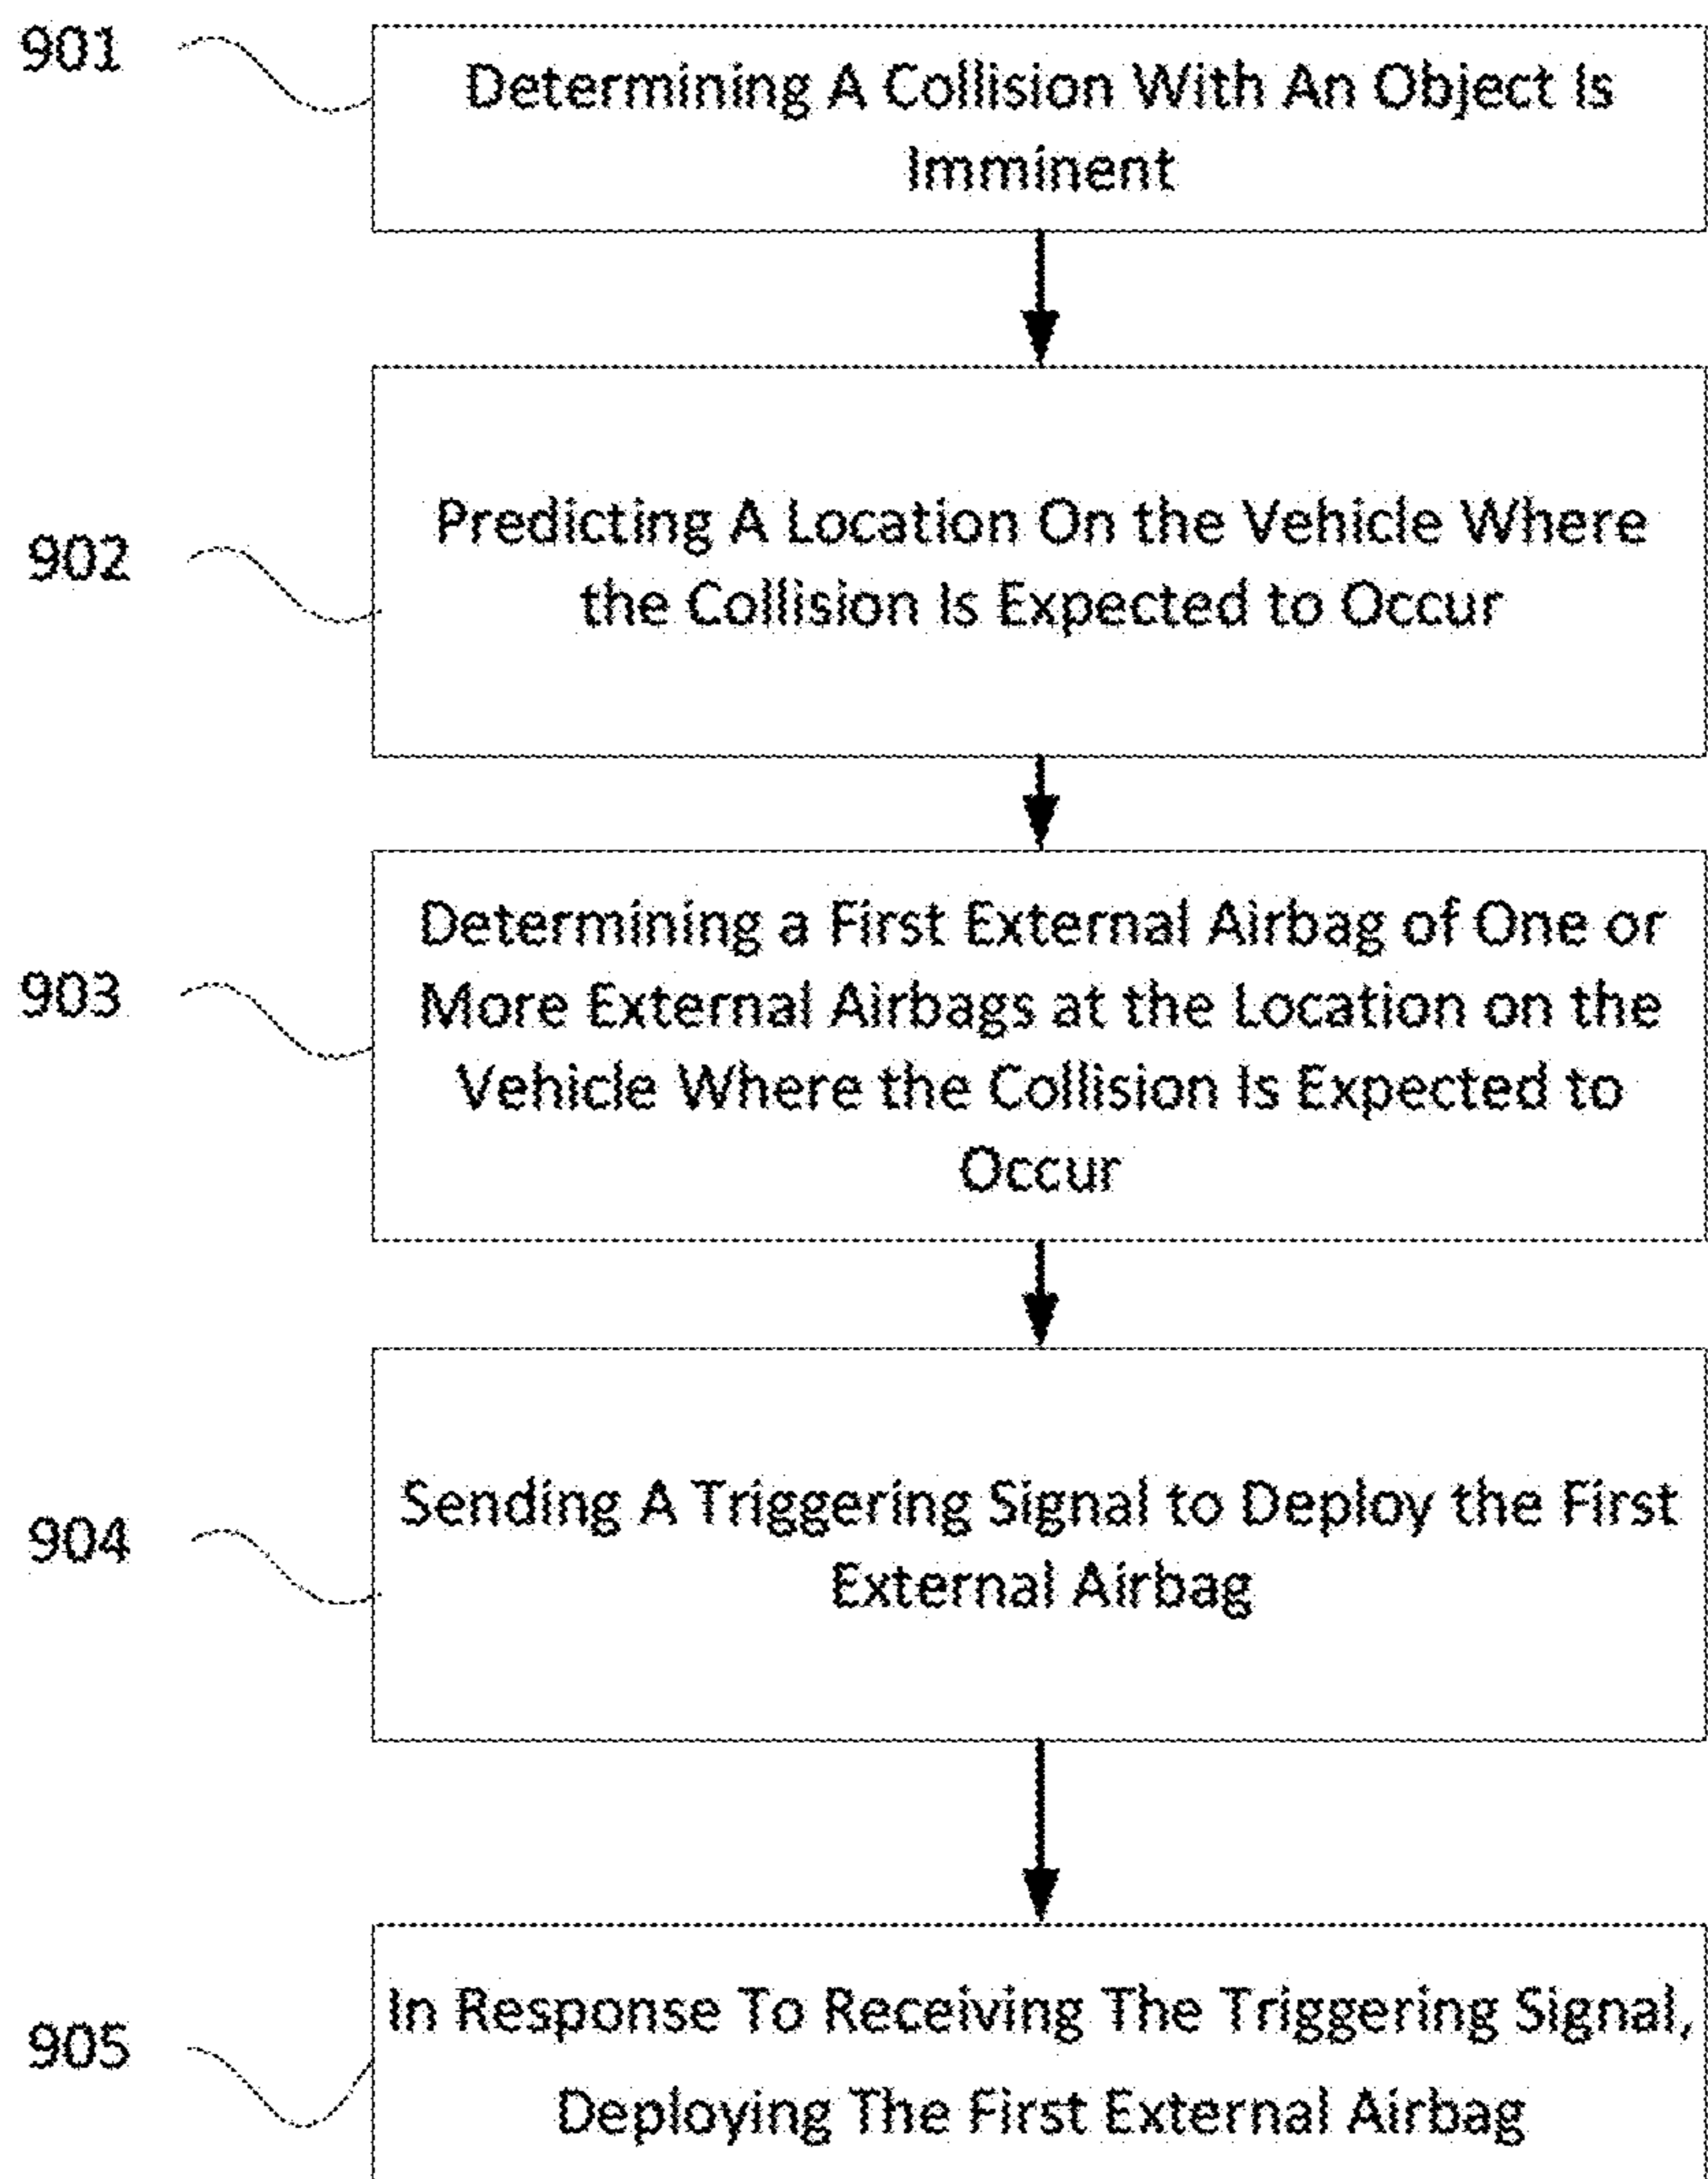 901
Determining A Collision With An Object Is
Imminent
902
Predicting A Location On the Vehicle Where
the Collision Is Expected to Occur
903
Determining a First External Airbag of One or
More External Airbags at the Location on the
Vehicle Where the Collision Is Expected to
Occur
904
Sending A Triggering Signal to Deploy the First
External Airbag
905
In Response To Receiving The Triggering Signal,
Deploying The First External Airbag